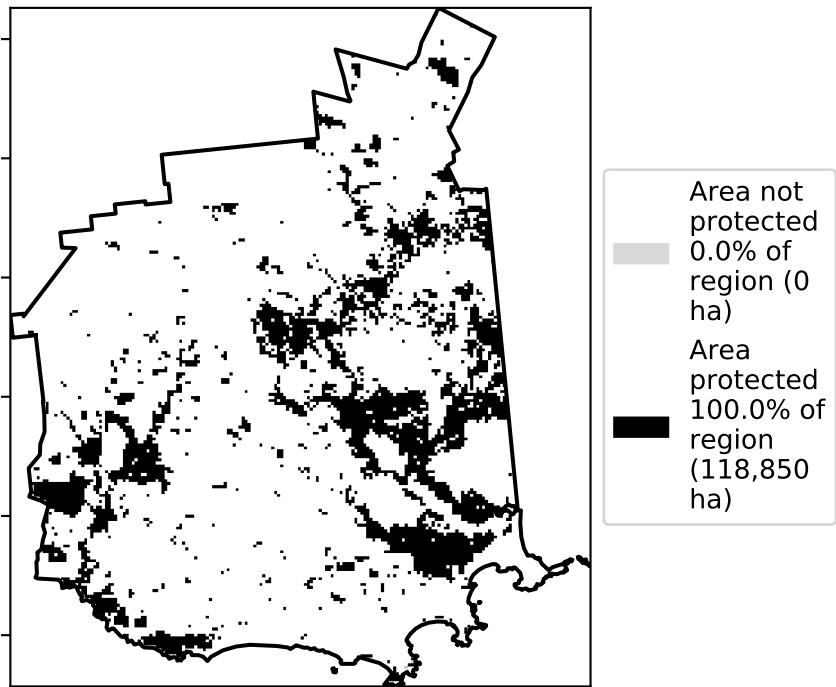 Area not
protected
0.0% of
region (0
ha)
Area
protected
100.0% of
region
(118,850
ha)